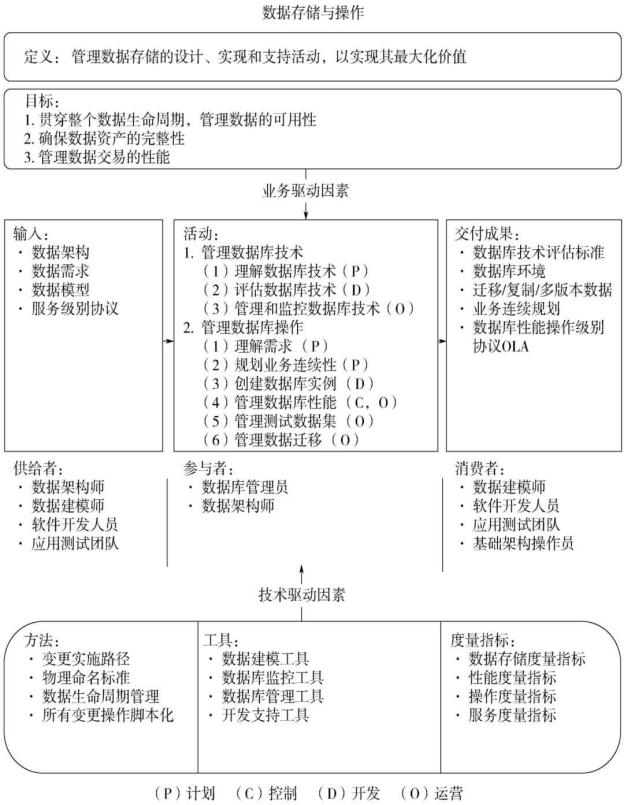 数据存储与操作
定义： 管理数据存储的设计、实现和支持活动，以实现其最大化价值
目标：
1. 贯穿整个数据生命周期，管理数据的可用性
2. 确保数据资产的完整性
3. 管理数据交易的性能
业务驱动因素
输入：
· 数据架构
· 数据需求
· 数据模型
· 服务级别协议
活动：
1. 管理数据库技术
（1）理解数据库技术（P）
（2）评估数据库技术（D）
（3）管理和监控数据库技术（O）
2. 管理数据库操作
（1）理解需求（P）
（2）规划业务连续性（P）
（3）创建数据库实例（D）
（4）管理数据库性能（C，O）
（5）管理测试数据集（O）
（6）管理数据迁移（O）
交付成果：
· 数据库技术评估标准
· 数据库环境
· 迁移/复制/多版本数据
· 业务连续规划
· 数据库性能操作级别
协议OLA
供给者：
· 数据架构师
· 数据建模师
· 软件开发人员
· 应用测试团队
参与者：
· 数据库管理员
· 数据架构师
消费者：
· 数据建模师
· 软件开发人员
· 应用测试团队
· 基础架构操作员
技术驱动因素
方法：
· 变更实施路径
· 物理命名标准
· 数据生命周期管理
· 所有变更操作脚本化
工具：
· 数据建模工具
· 数据库监控工具
· 数据库管理工具
· 开发支持工具
度量指标：
· 数据存储度量指标
· 性能度量指标
· 操作度量指标
· 服务度量指标
（P）计划 （C）控制 （D）开发 （O）运营